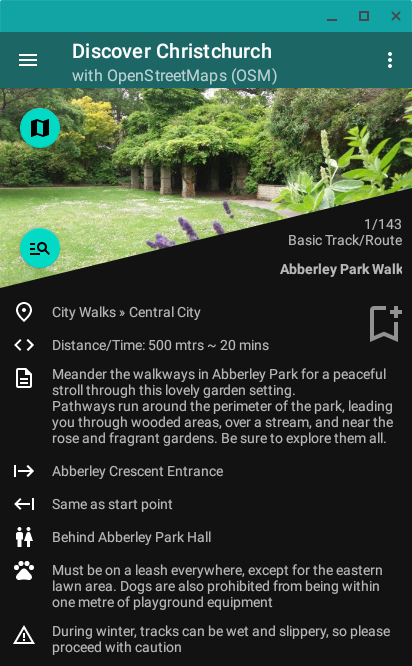 Discover Christchurch
with OpenStreetMaps (OSM)
1/143
Basic Track/Route
Abberley Park Walk
City Walks » Central City
Distance/Time: 500 mtrs ~ 20 mins
Meander the walkways in Abberley Park for a peaceful
stroll through this lovely garden setting.
Pathways run around the perimeter of the park, leading
you through wooded areas, over a stream, and near the
rose and fragrant gardens. Be sure to explore them all.
Abberley Crescent Entrance
Same as start point
Behind Abberley Park Hall
Must be on a leash everywhere, except for the eastern
lawn area. Dogs are also prohibited from being within
one metre of playground equipment
During winter, tracks can be wet and slippery, so please
proceed with caution